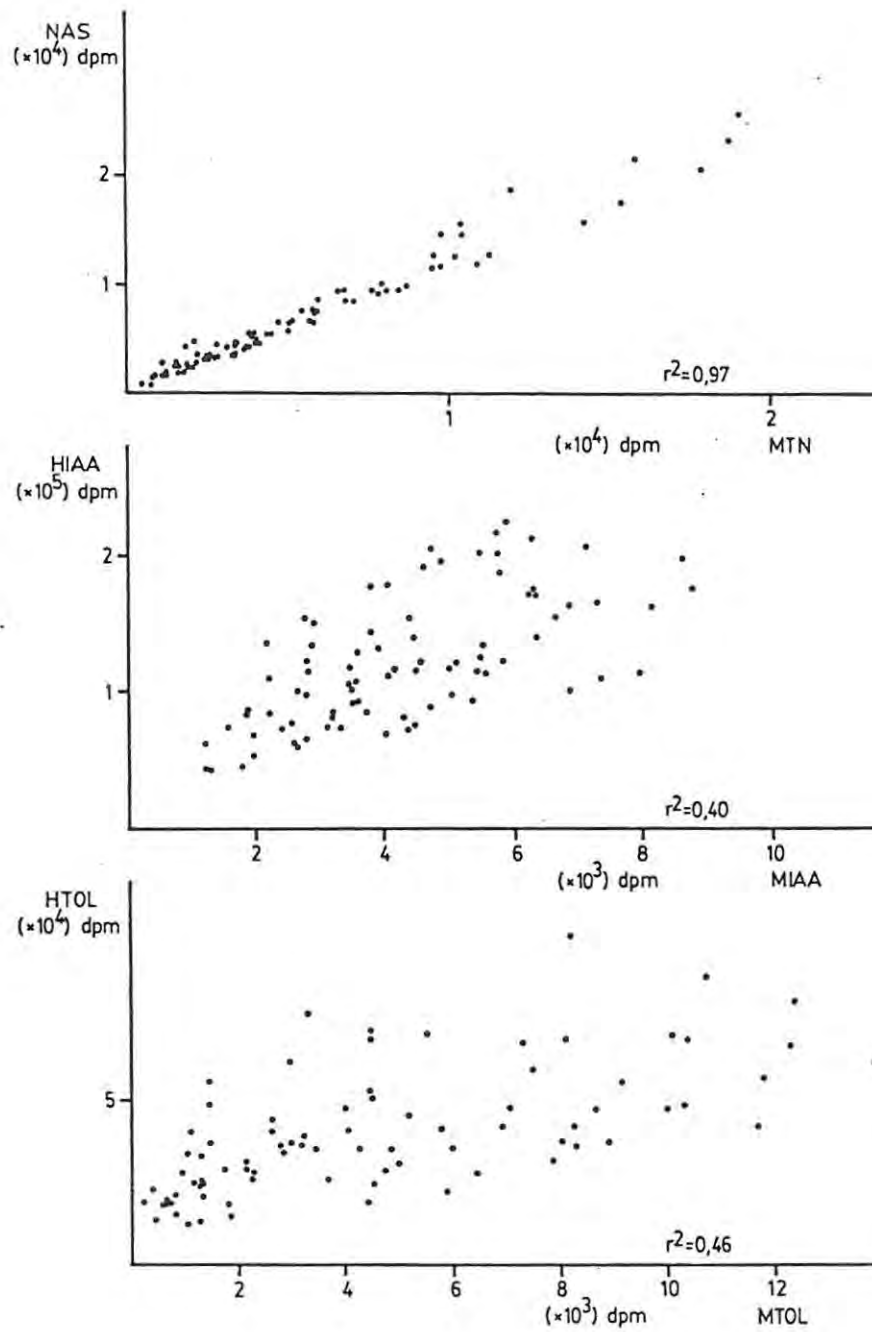 NAS
(×10⁴) dpm
2
1
r²=0,97
1
2
(×10⁴) dpm
MTN
HIAA
(×10⁵) dpm
2
1
r²=0,40
2
4
6
8
10
(×10³) dpm
MIAA
HTOL
(×10⁴) dpm
5
r²=0,46
2
4
6
8
10
12
(×10³) dpm
MTOL